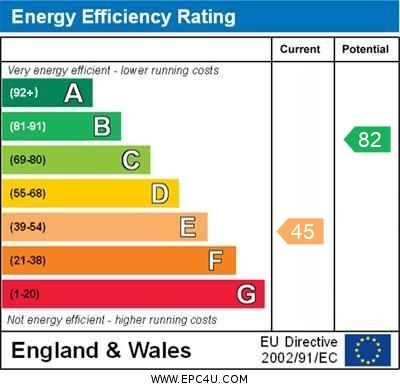 Energy Efficiency Rating
Current Potential
Very energy efficient - lower running costs
(92+) A
(81-91) B
82
(69-80) C
(55-68) D
(39-54) E
45
(21-38) F
(1-20) G
Not energy efficient - higher running costs
England & Wales
EU Directive
2002/91/EC
WWW.EPC4U.COM